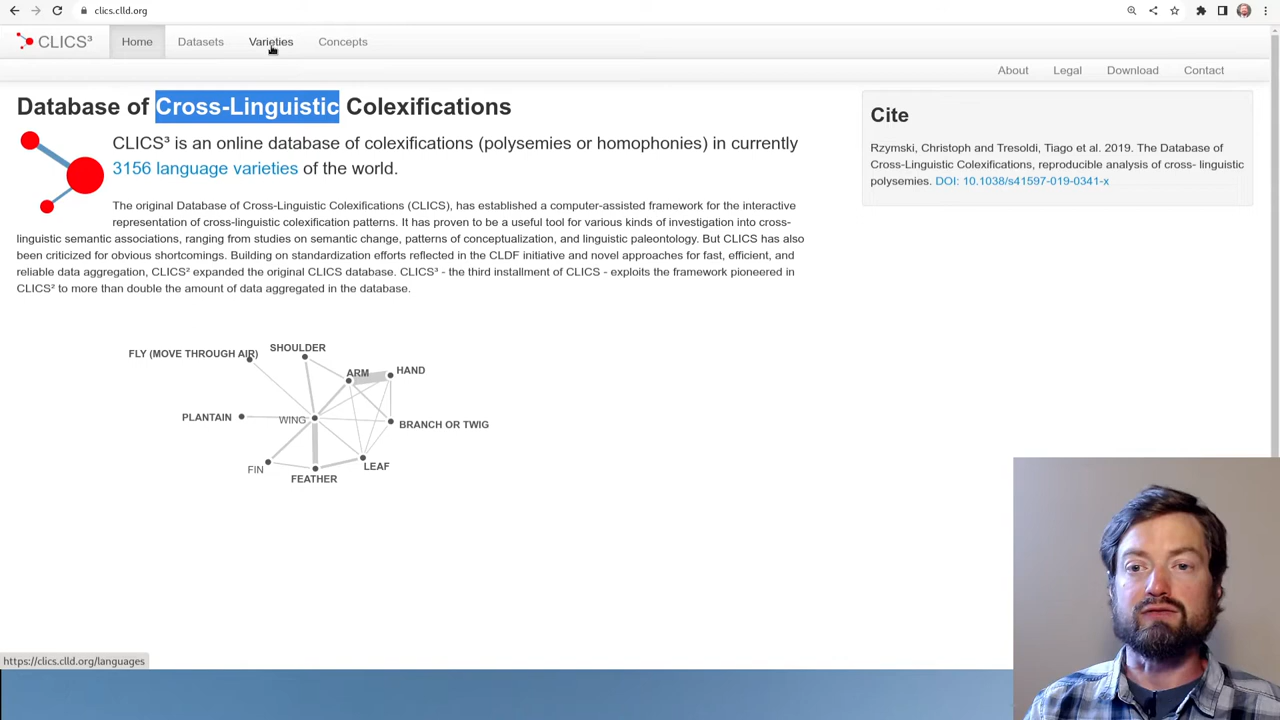 clics.clld.org
CLICS³
Home
Datasets
Varieties
Concepts
About
Legal
Download
Contact
Database of Cross-Linguistic Colexifications
CLICS³ is an online database of colexifications (polysemies or homophonies) in currently
3156 language varieties of the world.
The original Database of Cross-Linguistic Colexifications (CLICS), has established a computer-assisted framework for the interactive
representation of cross-linguistic colexification patterns. It has proven to be a useful tool for various kinds of investigation into cross-
linguistic semantic associations, ranging from studies on semantic change, patterns of conceptualization, and linguistic paleontology. But CLICS has also
been criticized for obvious shortcomings. Building on standardization efforts reflected in the CLDF initiative and novel approaches for fast, efficient, and
reliable data aggregation, CLICS² expanded the original CLICS database. CLICS³ - the third installment of CLICS - exploits the framework pioneered in
CLICS² to more than double the amount of data aggregated in the database.
Cite
Rzymski, Christoph and Tresoldi, Tiago et al. 2019. The Database of
Cross-Linguistic Colexifications, reproducible analysis of cross- linguistic
polysemies. DOI: 10.1038/s41597-019-0341-x
FLY (MOVE THROUGH AIR)
SHOULDER
ARM
HAND
PLANTAIN
WING
BRANCH OR TWIG
FIN
FEATHER
LEAF
https://clics.clld.org/languages